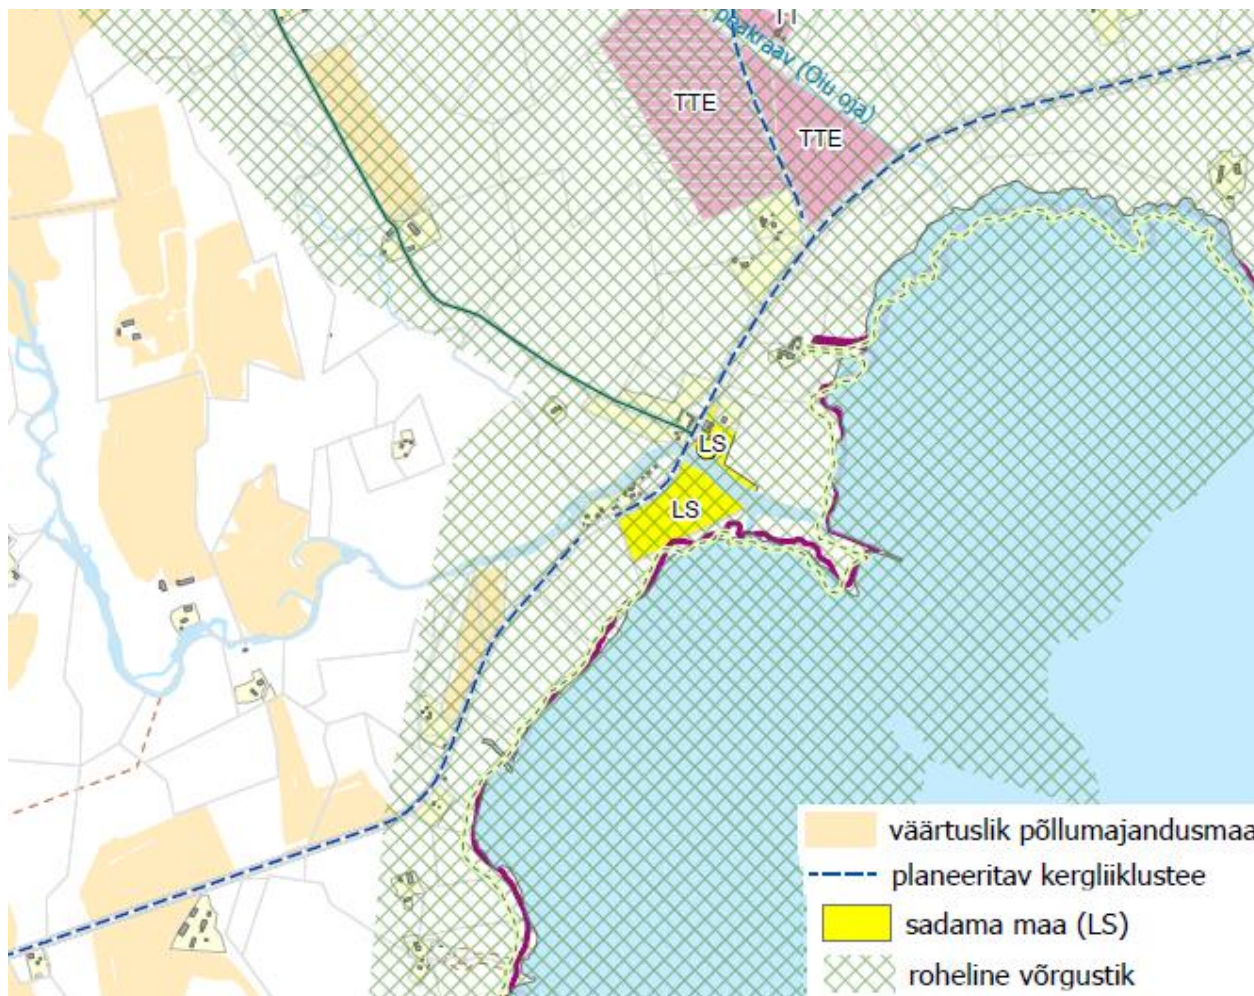 peakraav (Oiu oja)
TTE
TTE
LS
LS
väärtuslik põllumajandusmaa
planeeritav kergliiklustee
sadama maa (LS)
roheline võrgustik